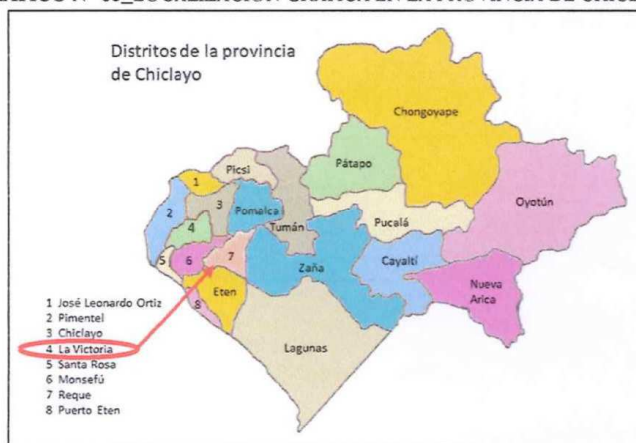 Distritos de la provincia
de Chiclayo
Chongoyape
Pátapo
Picsi
1
3
Pomalca
2
4
Tumán
Pucalá
Oyotún
5
6
7
Zaña
Cayaltí
Eten
8
Nueva
Arica
Lagunas
1 José Leonardo Ortiz
2 Pimentel
3 Chiclayo
4 La Victoria
5 Santa Rosa
6 Monsefú
7 Reque
8 Puerto Eten